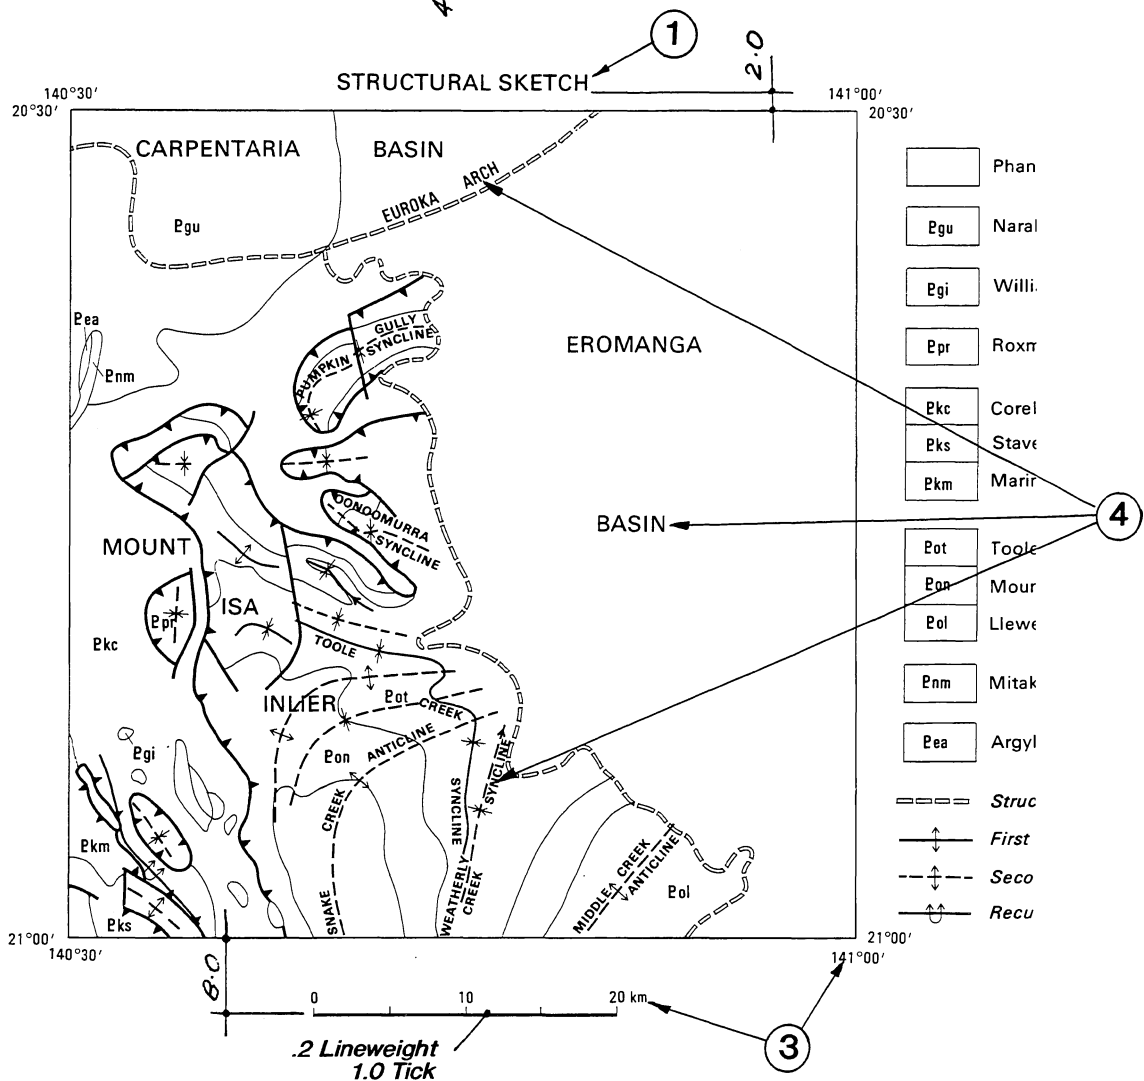 1
2.0
STRUCTURAL SKETCH
140°30′
141°00′
20°30′
20°30′
CARPENTARIA BASIN
EUROKA ARCH
Ꝑgu
Ꝑea
Ꝑnm
PUMPKIN GULLY
SYNCLINE
EROMANGA
BASIN
4
OONOOMURRA
SYNCLINE
MOUNT
ISA
INLIER
Ꝑpr
Ꝑkc
TOOLE
CREEK
SYNCLINE
Ꝑot
Ꝑon
Ꝑgi
SNAKE CREEK ANTICLINE
WEATHERLY
CREEK
SYNCLINE
MIDDLE CREEK
ANTICLINE
Ꝑol
Ꝑkm
Ꝑks
21°00′
21°00′
140°30′
141°00′
8.0
0 10 20 km
3
.2 Lineweight
1.0 Tick
Phan
Ꝑgu Naral
Ꝑgi Willi
Ꝑpr Roxm
Ꝑkc Corel
Ꝑks Stave
Ꝑkm Marin
Ꝑot Toole
Ꝑon Moun
Ꝑol Llewe
Ꝑnm Mitak
Ꝑea Argyl
Struc
First
Seco
Recu